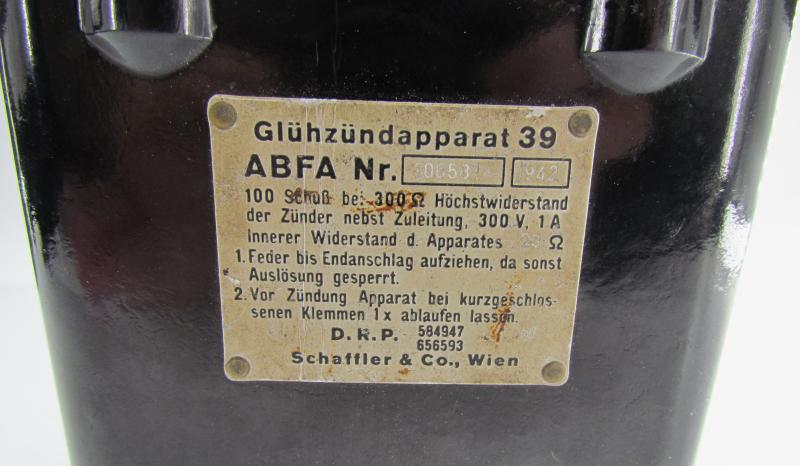 Glühzündapparat 39
ABFA Nr. 942
100 Schuß bei 300 Ω Höchstwiderstand
der Zünder nebst Zuleitung, 300 V, 1 A
Innerer Widerstand d. Apparates Ω
1. Feder bis Endanschlag aufziehen, da sonst
Auslösung gesperrt.
2. Vor Zündung Apparat bei kurzgeschlos-
senen Klemmen 1 x ablaufen lassen.
D. R. P. 584947
656593
Schaffler & Co., Wien